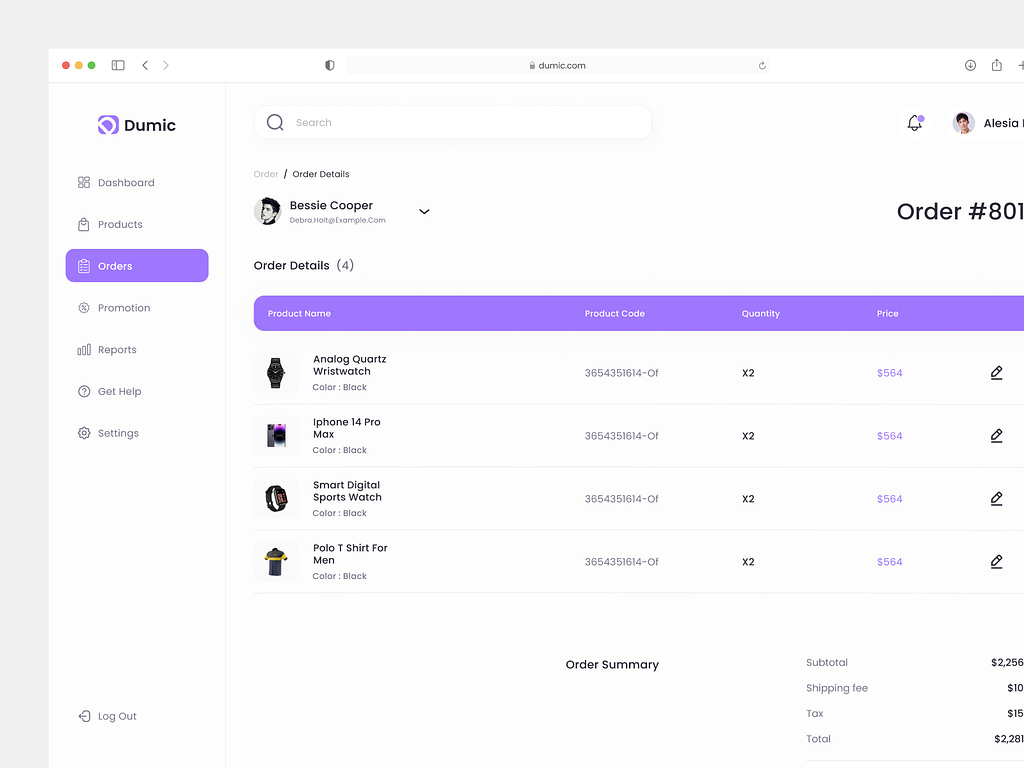 dumic.com
Dumic
Search
Alesia
Dashboard
Products
Orders
Promotion
Reports
Get Help
Settings
Log Out
Order / Order Details
Bessie Cooper
Debra.Holt@Example.Com
Order #801
Order Details (4)
Product Name Product Code Quantity Price
Analog Quartz
Wristwatch
Color : Black
3654351614-Of X2 $564
Iphone 14 Pro
Max
Color : Black
3654351614-Of X2 $564
Smart Digital
Sports Watch
Color : Black
3654351614-Of X2 $564
Polo T Shirt For
Men
Color : Black
3654351614-Of X2 $564
Order Summary
Subtotal $2,256
Shipping fee $10
Tax $15
Total $2,281